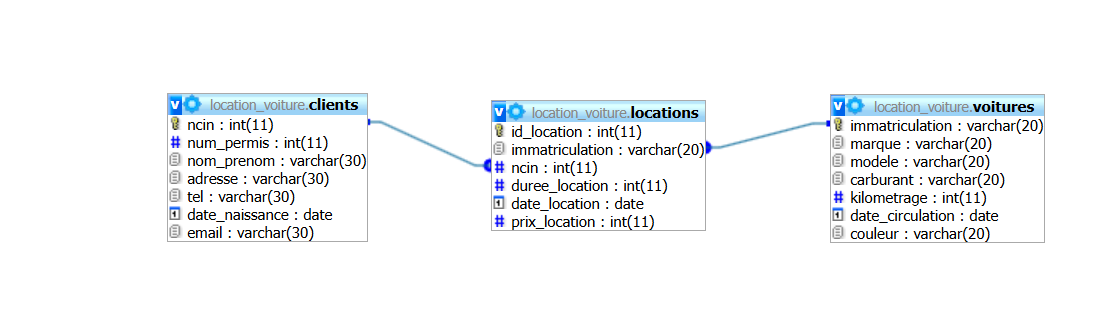 location_voiture.clients
ncin : int(11)
num_permis : int(11)
nom_prenom : varchar(30)
adresse : varchar(30)
tel : varchar(30)
date_naissance : date
email : varchar(30)
location_voiture.locations
id_location : int(11)
immatriculation : varchar(20)
ncin : int(11)
duree_location : int(11)
date_location : date
prix_location : int(11)
location_voiture.voitures
immatriculation : varchar(20)
marque : varchar(20)
modele : varchar(20)
carburant : varchar(20)
kilometrage : int(11)
date_circulation : date
couleur : varchar(20)